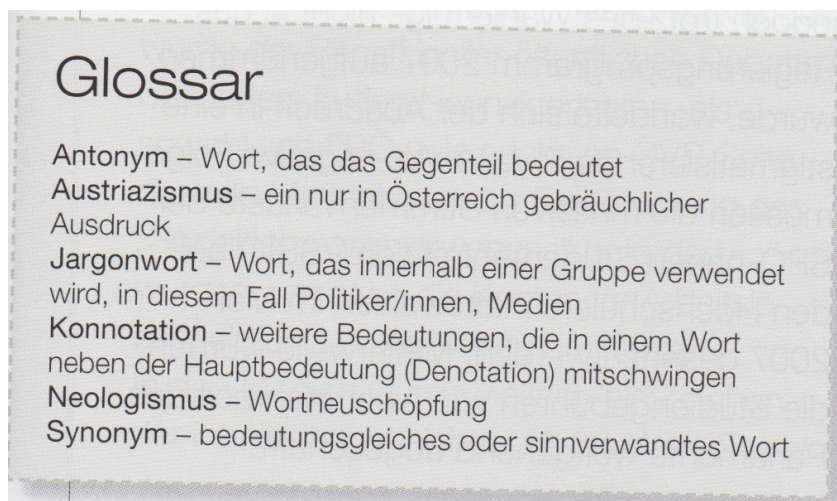 Glossar
Antonym – Wort, das das Gegenteil bedeutet
Austriazismus – ein nur in Österreich gebräuchlicher
Ausdruck
Jargonwort – Wort, das innerhalb einer Gruppe verwendet
wird, in diesem Fall Politiker/innen, Medien
Konnotation – weitere Bedeutungen, die in einem Wort
neben der Hauptbedeutung (Denotation) mitschwingen
Neologismus – Wortneuschöpfung
Synonym – bedeutungsgleiches oder sinnverwandtes Wort